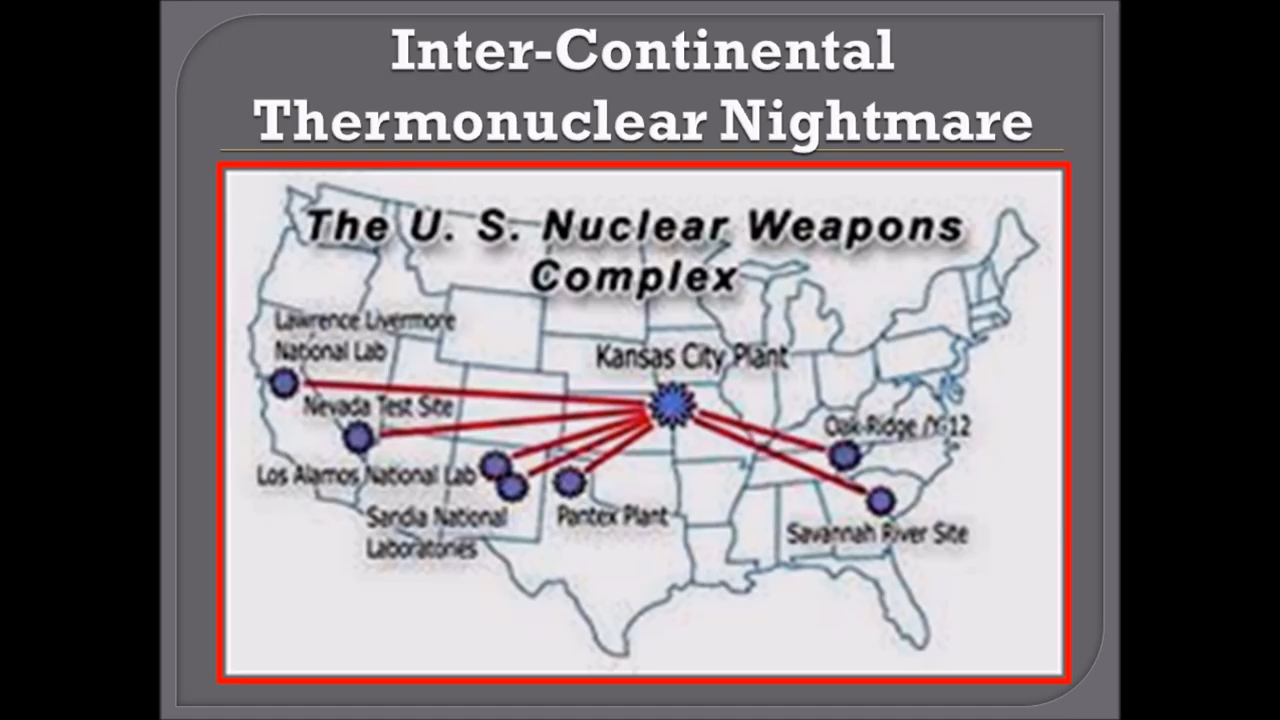 Inter-Continental
Thermonuclear Nightmare
The U. S. Nuclear Weapons
Complex
Lawrence Livermore
National Lab
Kansas City Plant
Nevada Test Site
Oak Ridge /Y-12
Los Alamos National Lab
Sandia National
Laboratories
Pantex Plant
Savannah River Site